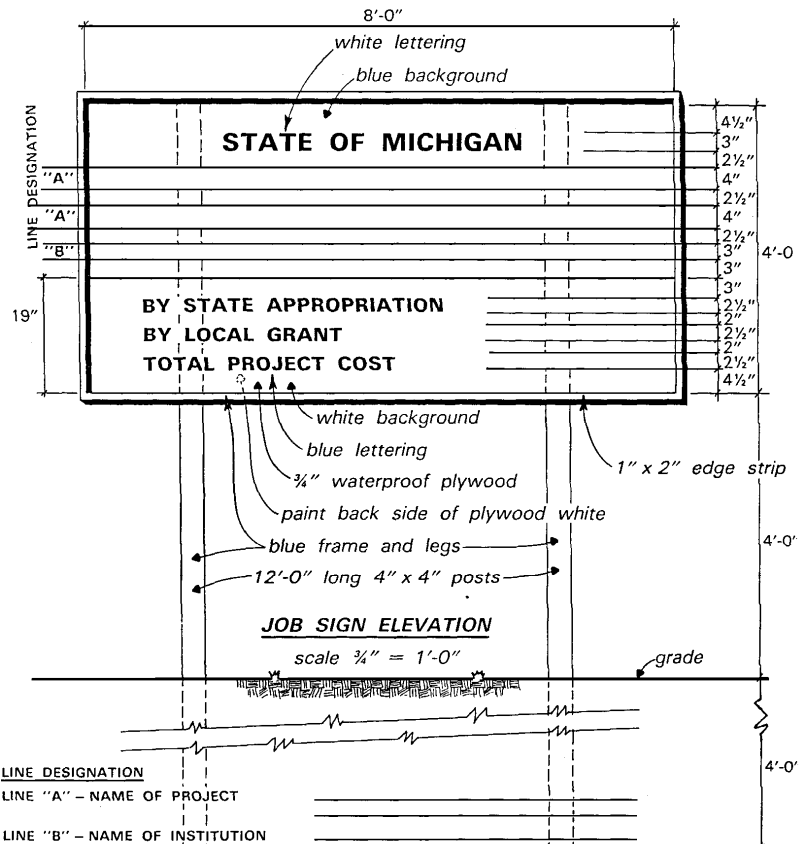 8'-0"
white lettering
blue background
LINE DESIGNATION
STATE OF MICHIGAN
4½"
3"
2½"
"A"
4"
2½"
"A"
4"
2½"
"B"
3"
4'-0
3"
3"
19"
BY STATE APPROPRIATION
2½"
2"
BY LOCAL GRANT
2½"
2"
TOTAL PROJECT COST
2½"
4½"
white background
blue lettering
1" x 2" edge strip
¾" waterproof plywood
paint back side of plywood white
blue frame and legs
4'-0"
12'-0" long 4" x 4" posts
JOB SIGN ELEVATION
scale ¾" = 1'-0"
grade
4'-0"
LINE DESIGNATION
LINE "A" – NAME OF PROJECT
LINE "B" – NAME OF INSTITUTION